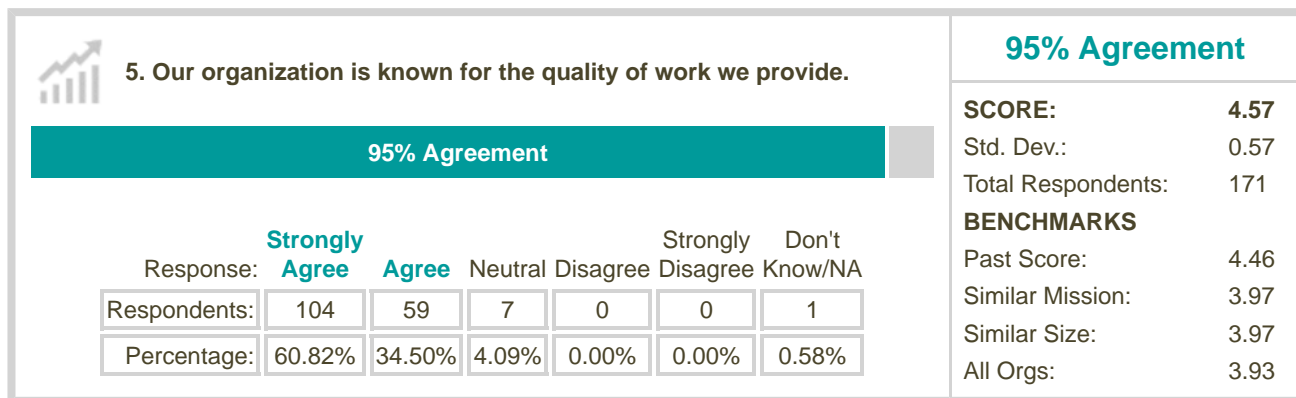 5. Our organization is known for the quality of work we provide.
95% Agreement
Response: Strongly Agree Agree Neutral Disagree Strongly Disagree Don't Know/NA
Respondents: 104 59 7 0 0 1
Percentage: 60.82% 34.50% 4.09% 0.00% 0.00% 0.58%
95% Agreement
SCORE: 4.57
Std. Dev.: 0.57
Total Respondents: 171
BENCHMARKS
Past Score: 4.46
Similar Mission: 3.97
Similar Size: 3.97
All Orgs: 3.93